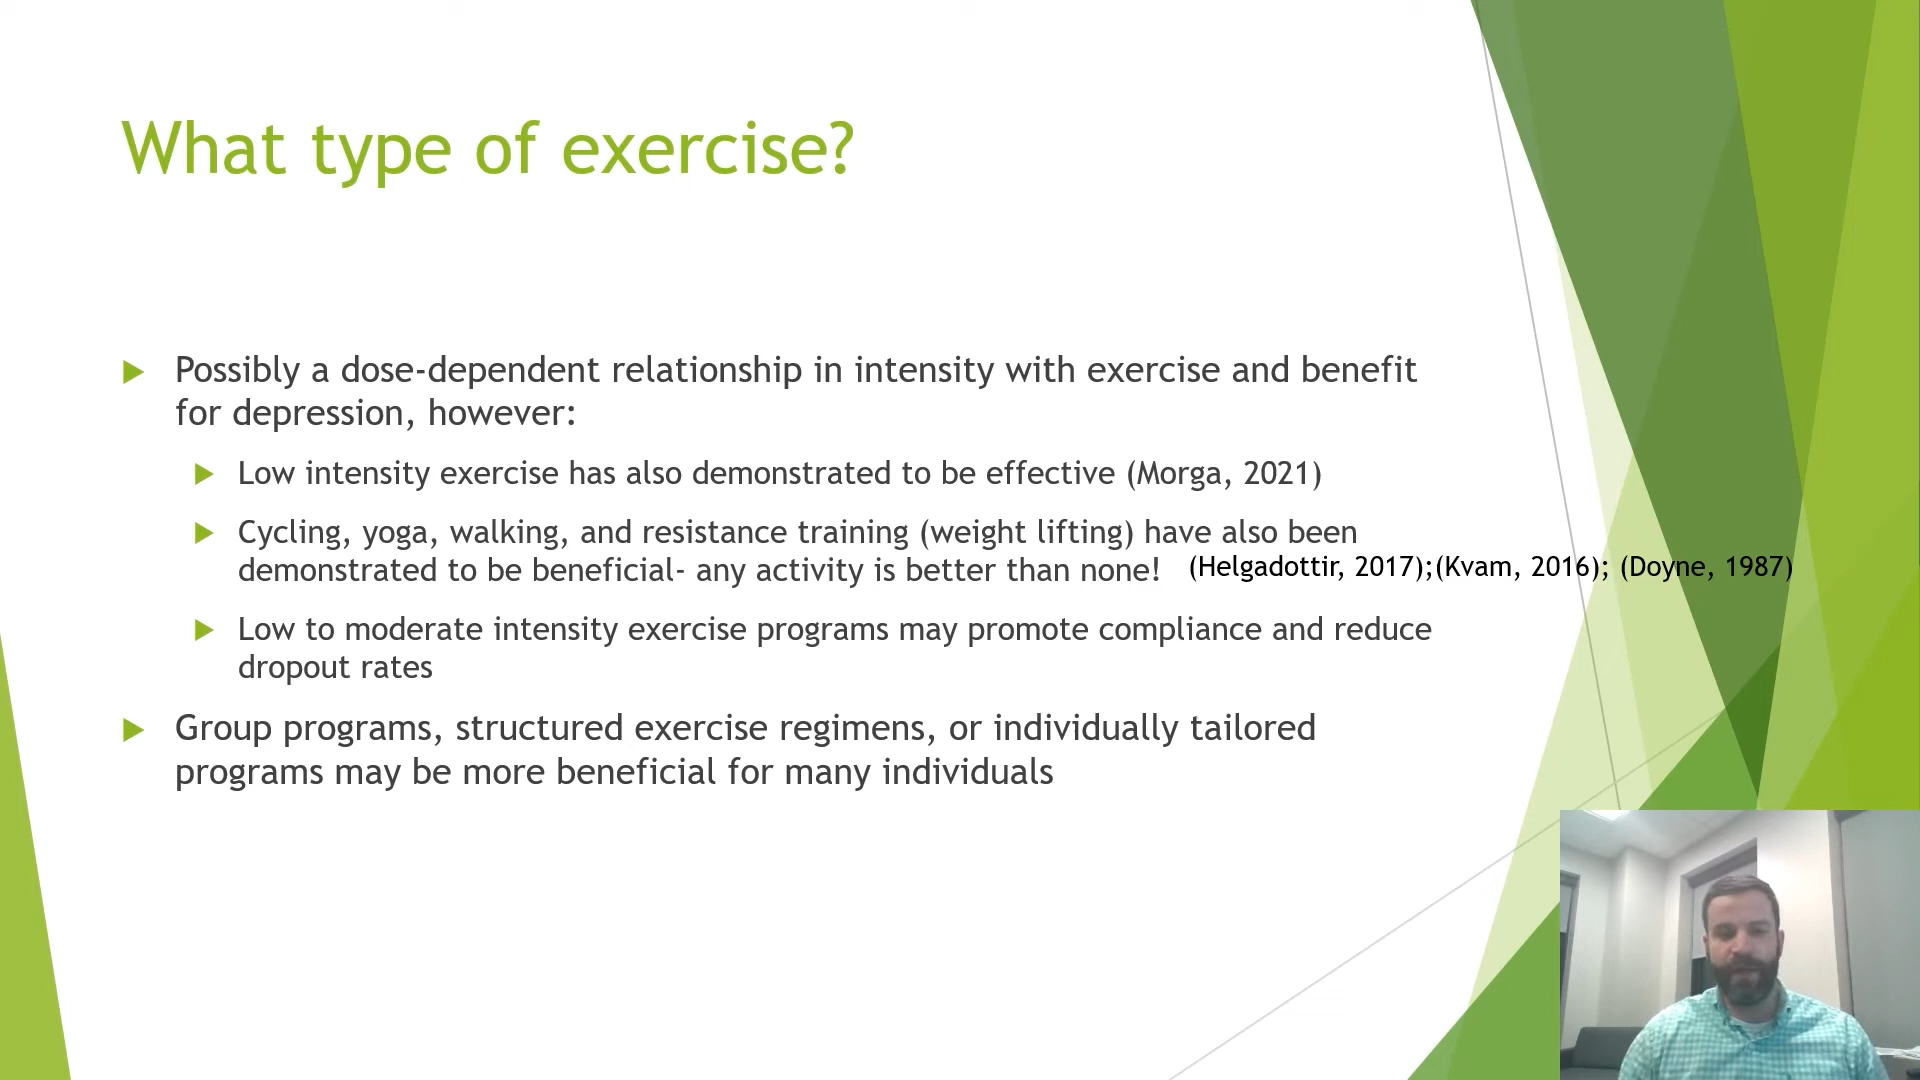 What type of exercise?
Possibly a dose-dependent relationship in intensity with exercise and benefit
for depression, however:
Low intensity exercise has also demonstrated to be effective (Morga, 2021)
Cycling, yoga, walking, and resistance training (weight lifting) have also been
demonstrated to be beneficial- any activity is better than none! (Helgadottir, 2017);(Kvam, 2016); (Doyne, 1987)
Low to moderate intensity exercise programs may promote compliance and reduce
dropout rates
Group programs, structured exercise regimens, or individually tailored
programs may be more beneficial for many individuals